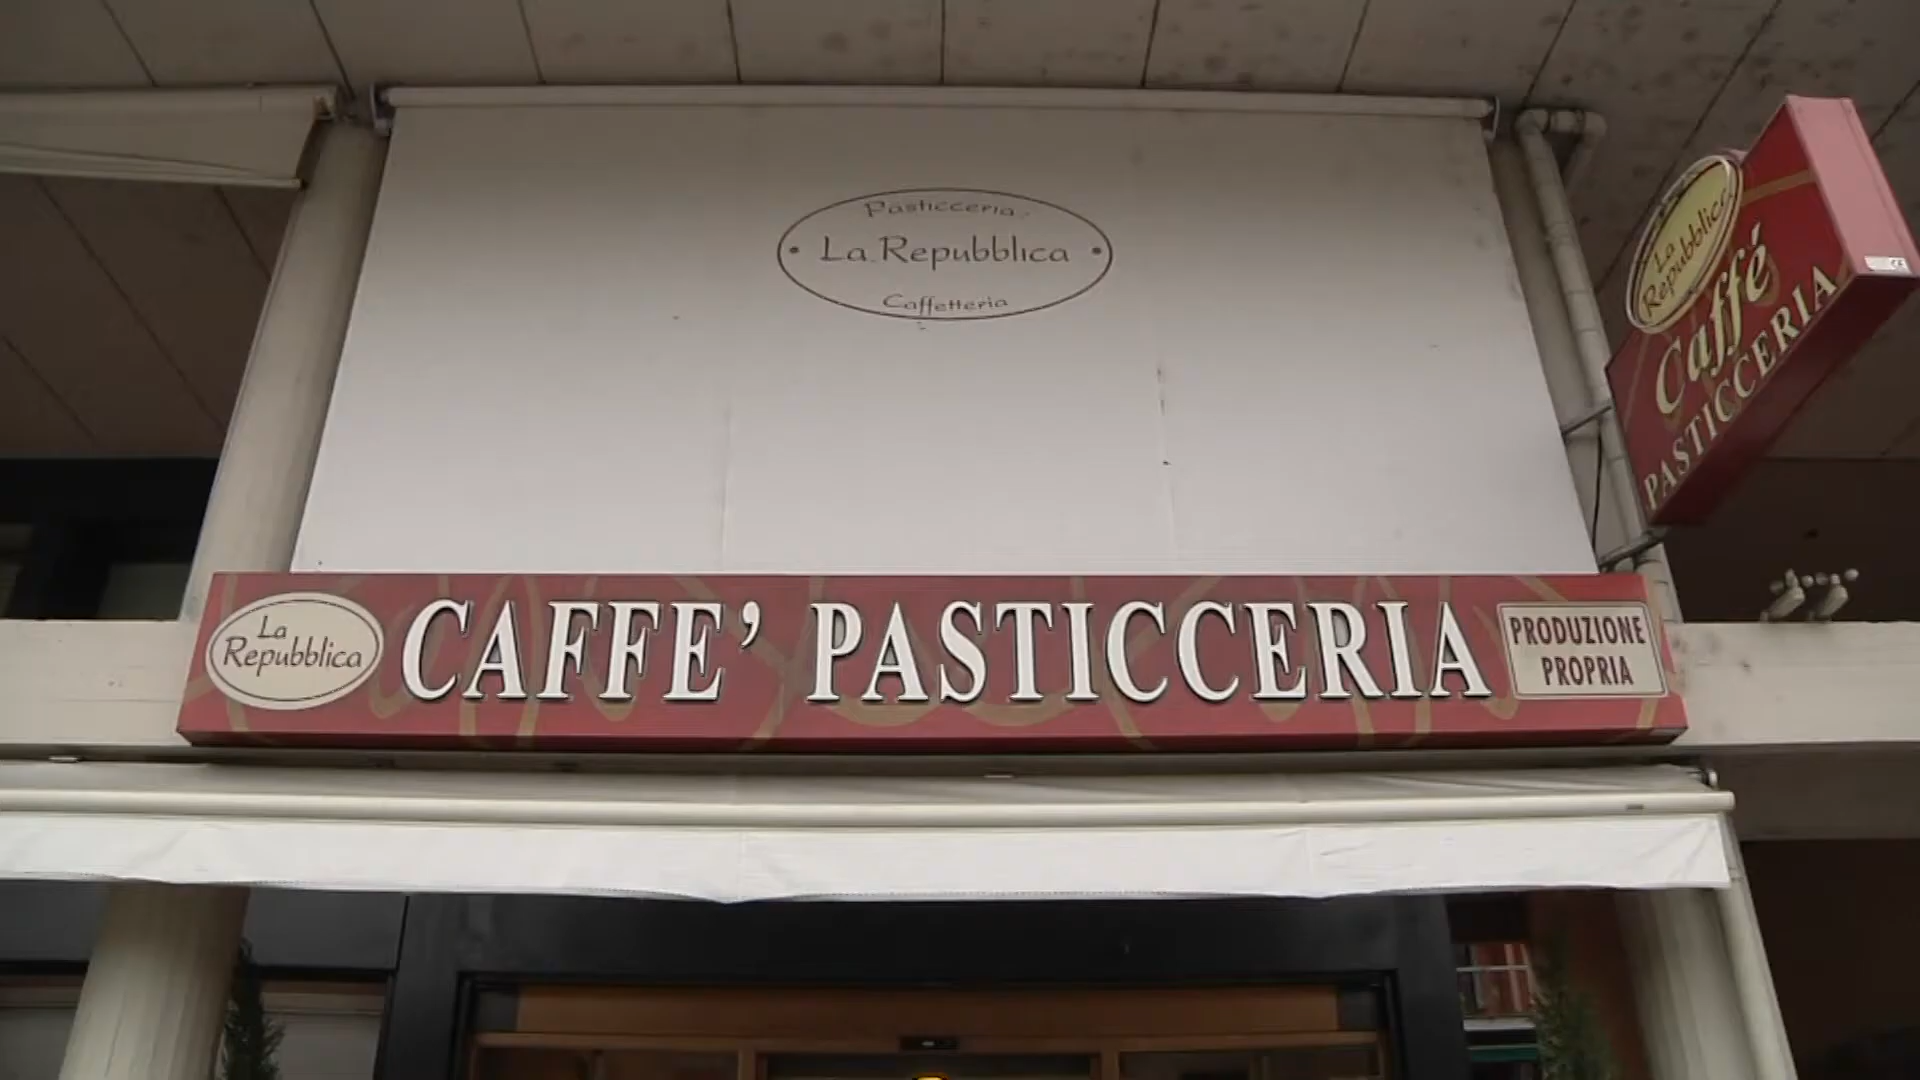 Pasticceria
La Repubblica
Caffetteria
La
Repubblica
Caffé
PASTICCERIA
La
Repubblica
CAFFE’ PASTICCERIA
PRODUZIONE
PROPRIA